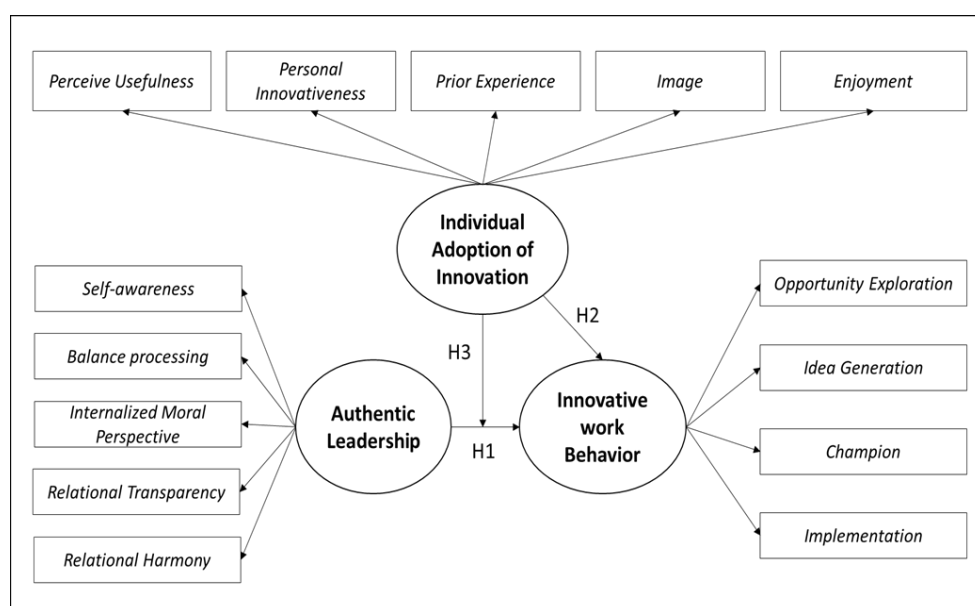 Perceive Usefulness
Personal
Innovativeness
Prior Experience
Image
Enjoyment
Individual
Adoption of
Innovation
Self-awareness
Balance processing
Internalized Moral
Perspective
Relational Transparency
Relational Harmony
Authentic
Leadership
H3
H2
H1
Innovative
work
Behavior
Opportunity Exploration
Idea Generation
Champion
Implementation